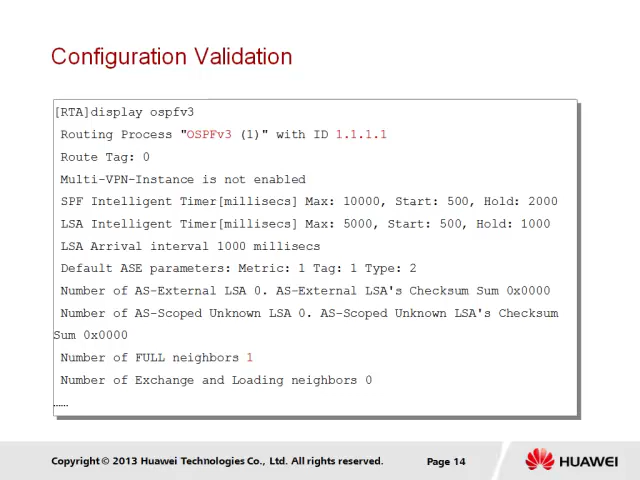 Configuration Validation
[RTA]display ospfv3
Routing Process "OSPFv3 (1)" with ID 1.1.1.1
Route Tag: 0
Multi-VPN-Instance is not enabled
SPF Intelligent Timer[millisecs] Max: 10000, Start: 500, Hold: 2000
LSA Intelligent Timer[millisecs] Max: 5000, Start: 500, Hold: 1000
LSA Arrival interval 1000 millisecs
Default ASE parameters: Metric: 1 Tag: 1 Type: 2
Number of AS-External LSA 0. AS-External LSA's Checksum Sum 0x0000
Number of AS-Scoped Unknown LSA 0. AS-Scoped Unknown LSA's Checksum
Sum 0x0000
Number of FULL neighbors 1
Number of Exchange and Loading neighbors 0
……
Copyright © 2013 Huawei Technologies Co., Ltd. All rights reserved.
Page 14
HUAWEI